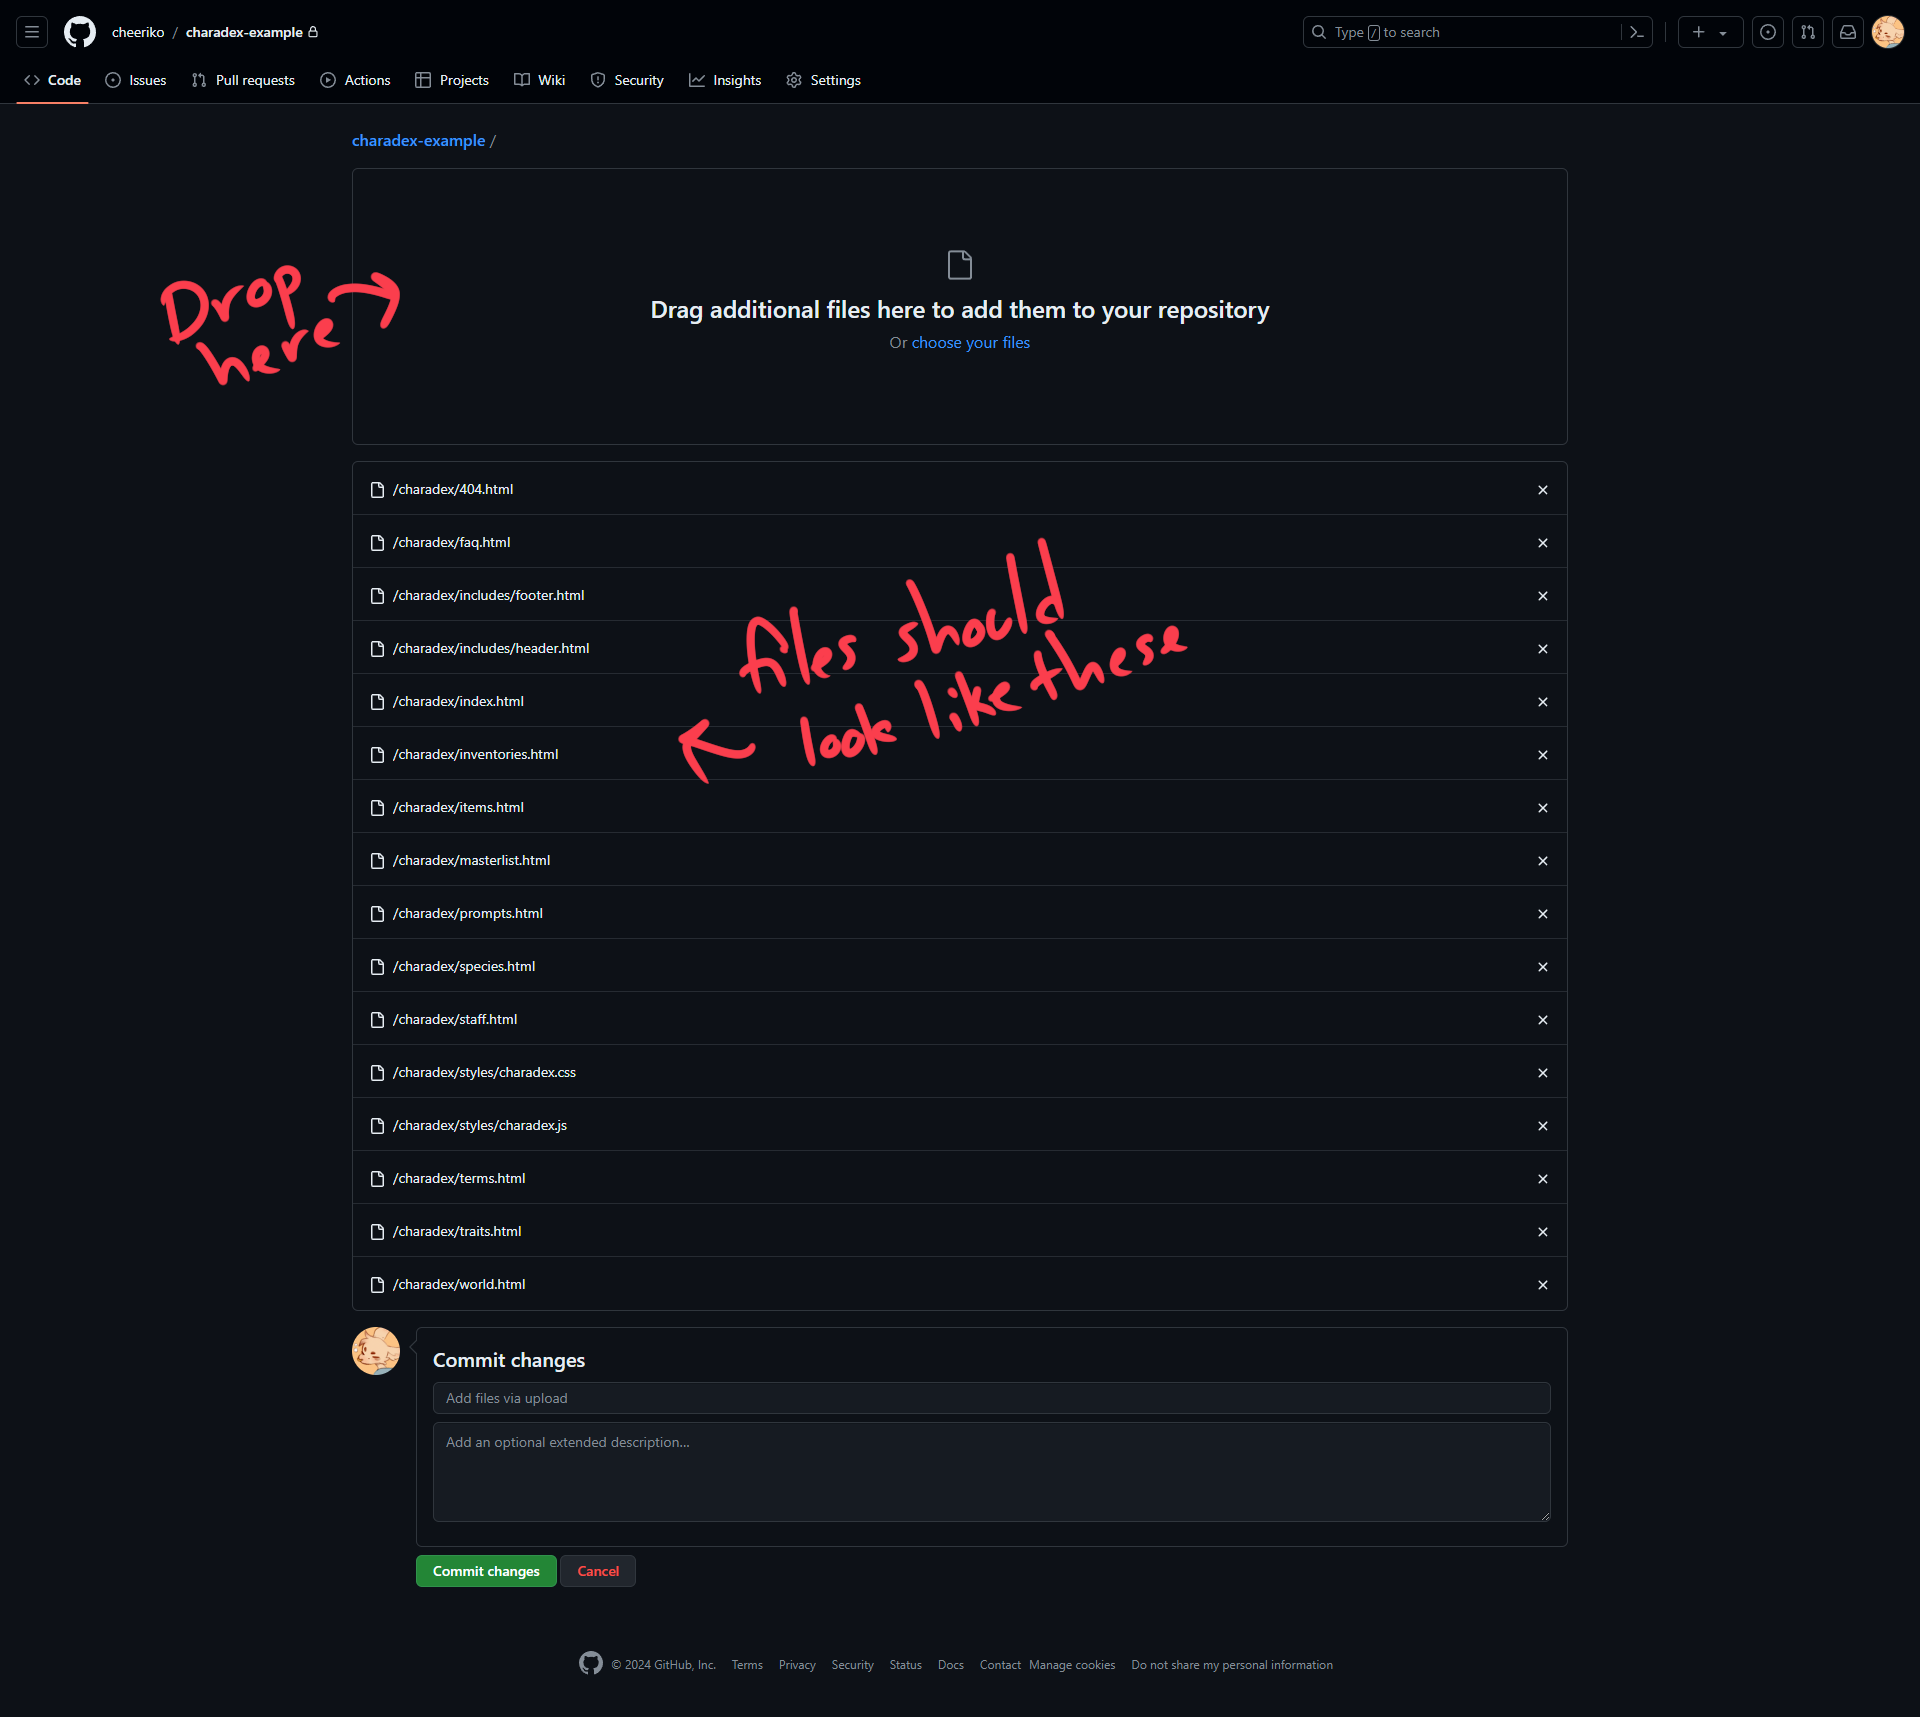 cheeriko / charadex-example
Type / to search
Code Issues Pull requests Actions Projects Wiki Security Insights Settings
charadex-example /
Drag additional files here to add them to your repository
Or choose your files
Drop
here
/charadex/404.html
/charadex/faq.html
/charadex/includes/footer.html
/charadex/includes/header.html
/charadex/index.html
/charadex/inventories.html
files should
look like these
/charadex/items.html
/charadex/masterlist.html
/charadex/prompts.html
/charadex/species.html
/charadex/staff.html
/charadex/styles/charadex.css
/charadex/styles/charadex.js
/charadex/terms.html
/charadex/traits.html
/charadex/world.html
Commit changes
Add files via upload
Add an optional extended description...
Commit changes Cancel
© 2024 GitHub, Inc. Terms Privacy Security Status Docs Contact Manage cookies Do not share my personal information